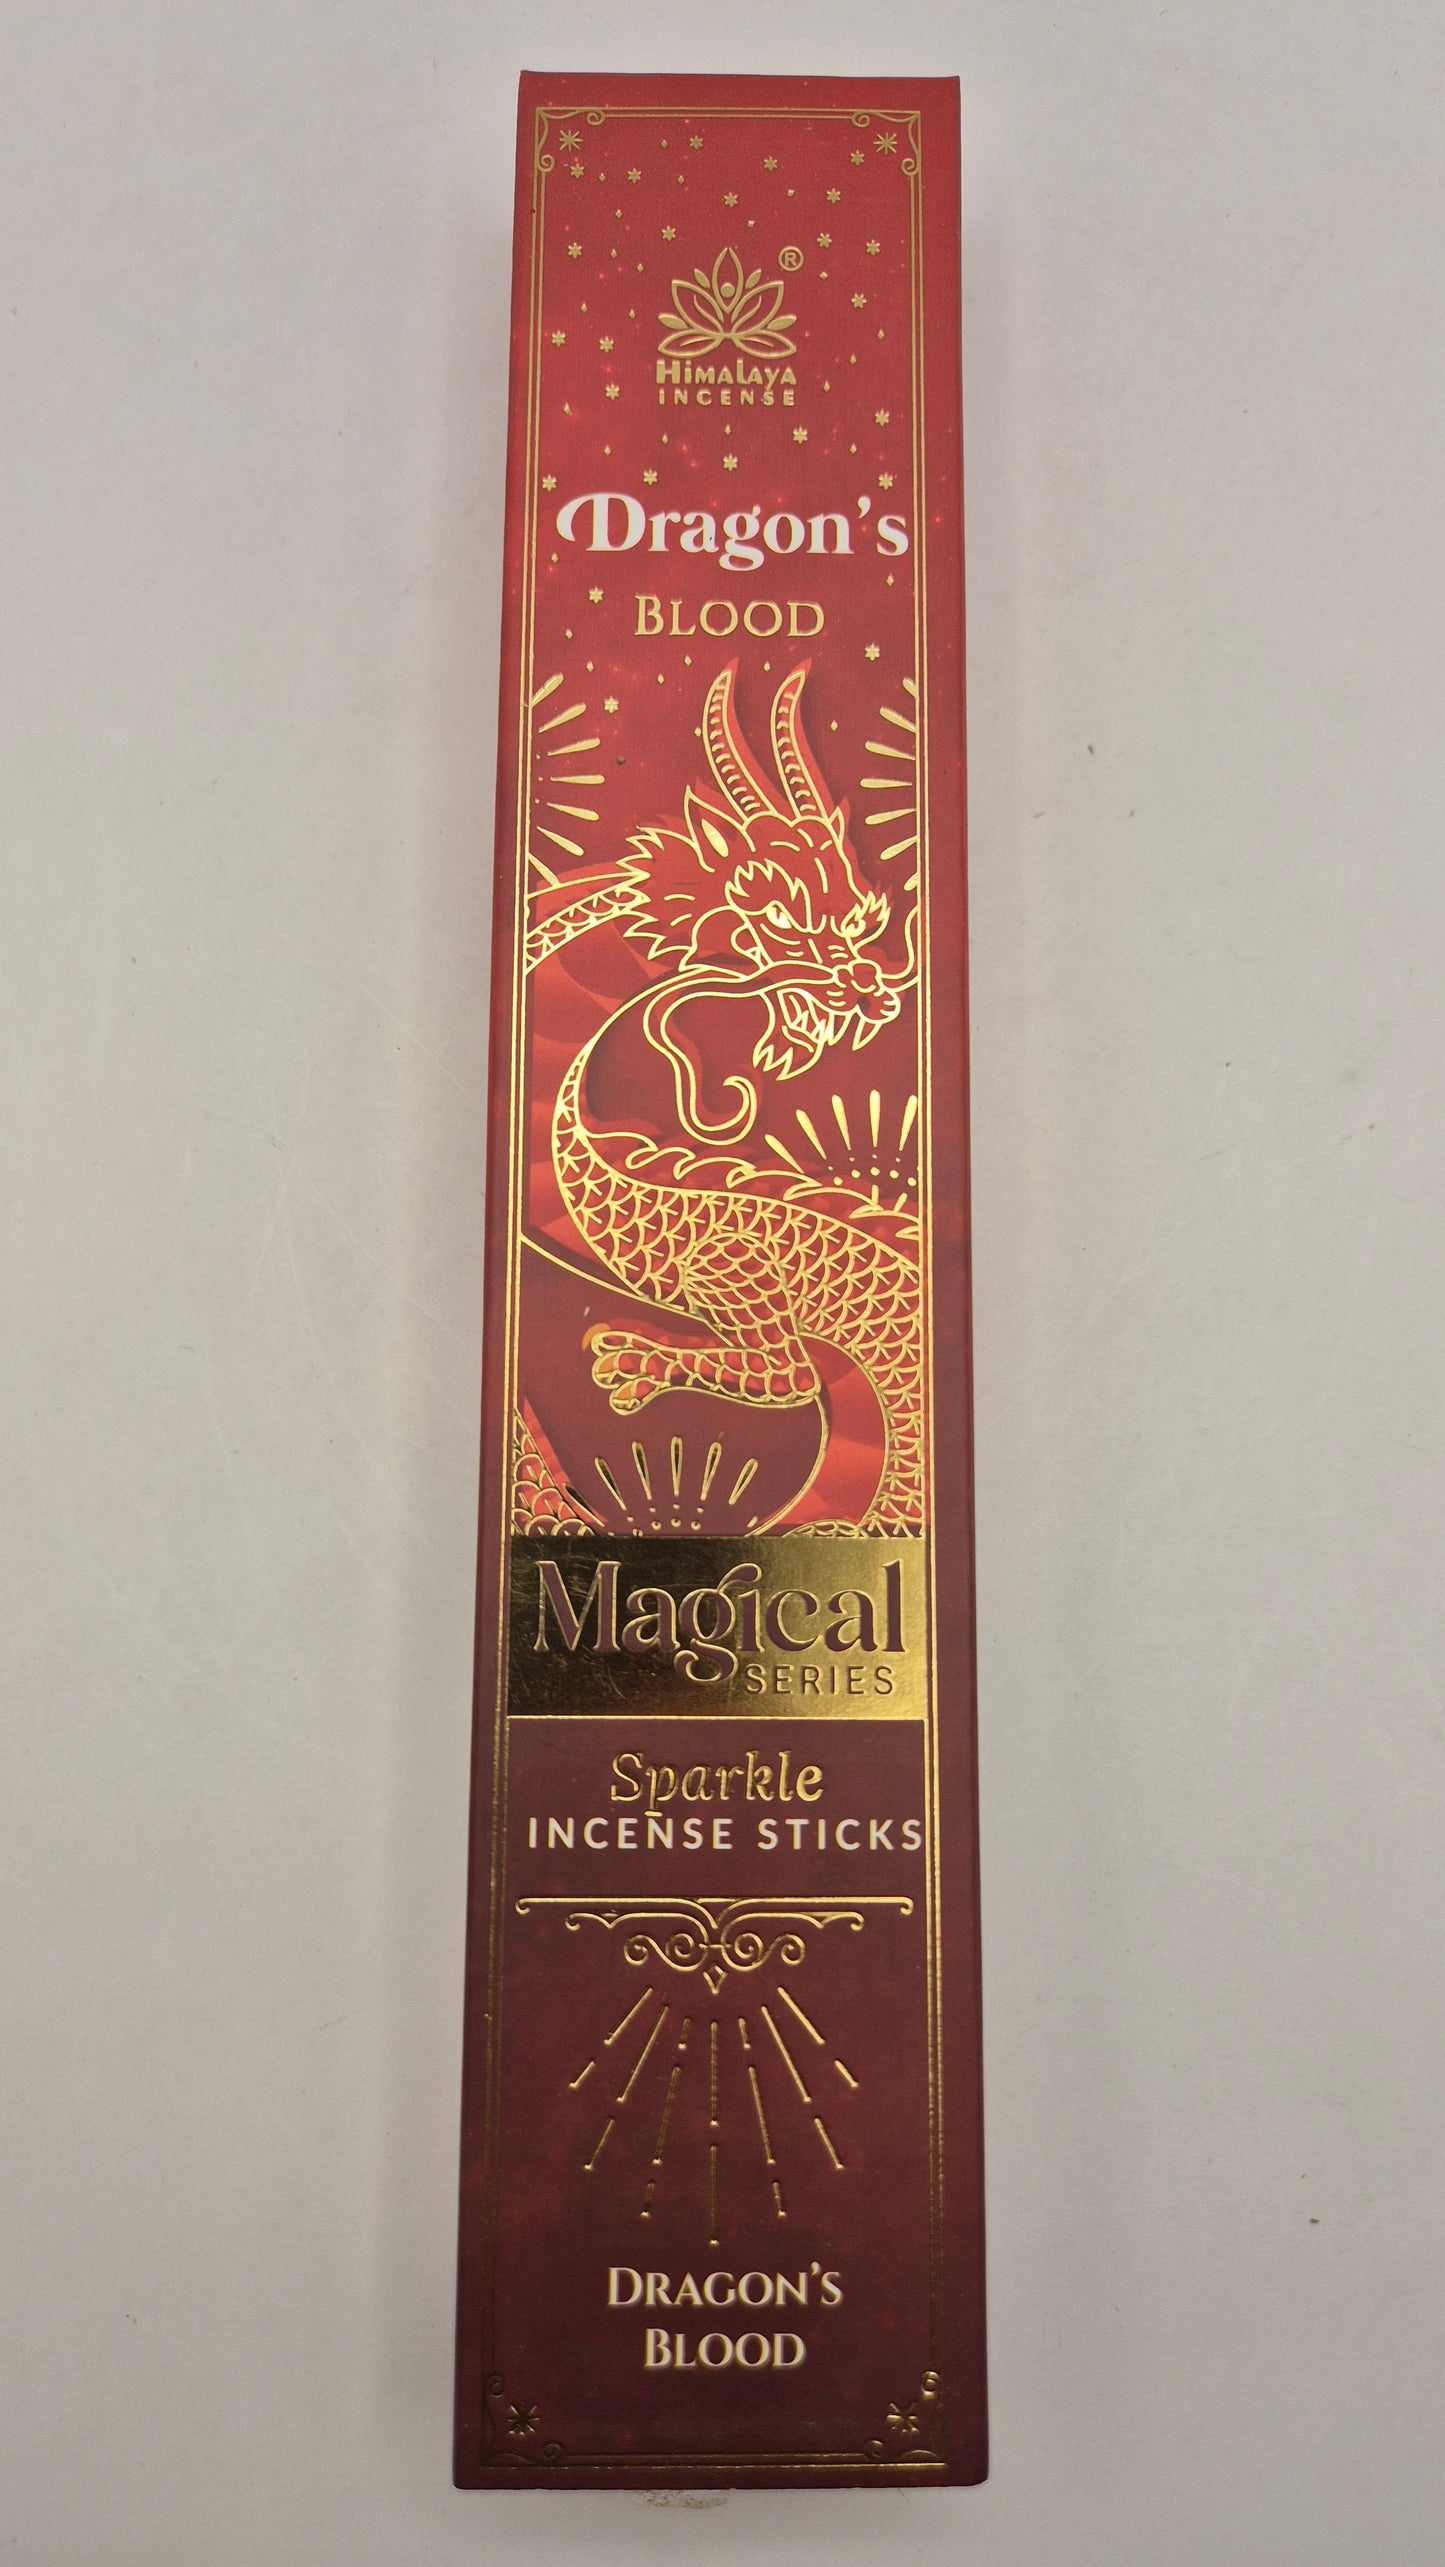 ®
HiMaLaya
INCENSE
Dragon's
BLOOD
Magical
SERIES
Sparkle
INCENSE STICKS
DRAGON'S
BLOOD